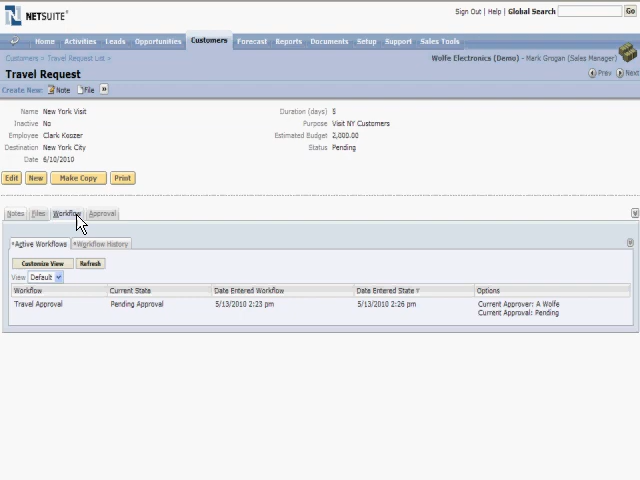 NETSUITE
Sign Out | Help | Global Search Go
Home Activities Leads Opportunities Customers Forecast Reports Documents Setup Support Sales Tools
Customers > Travel Request List >
Wolfe Electronics (Demo) - Mark Grogan (Sales Manager)
Travel Request
Prev Next
Create New: Note File »
Name New York Visit
Inactive No
Employee Clark Koozer
Destination New York City
Date 6/10/2010
Duration (days) 5
Purpose Visit NY Customers
Estimated Budget 2,000.00
Status Pending
Edit New Make Copy Print
Notes Files Workflow Approval
Active Workflows Workflow History
Customize View Refresh
View Default
Workflow Current State Date Entered Workflow Date Entered State Options
Travel Approval Pending Approval 5/13/2010 2:23 pm 5/13/2010 2:26 pm Current Approver: A Wolfe
Current Approval: Pending